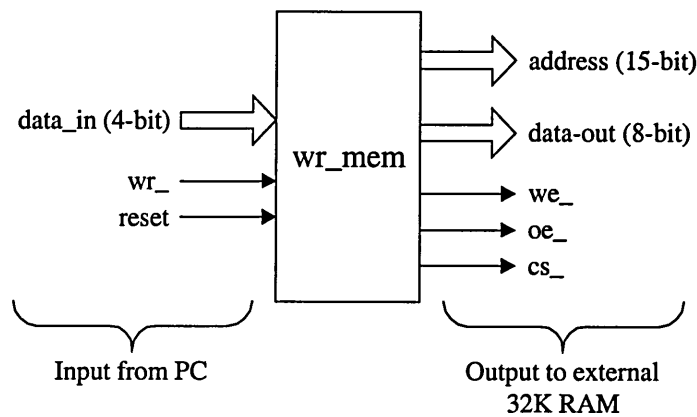 address (15-bit)
data_in (4-bit)
data-out (8-bit)
wr_mem
wr_
we_
reset
oe_
cs_
Input from PC
Output to external
32K RAM